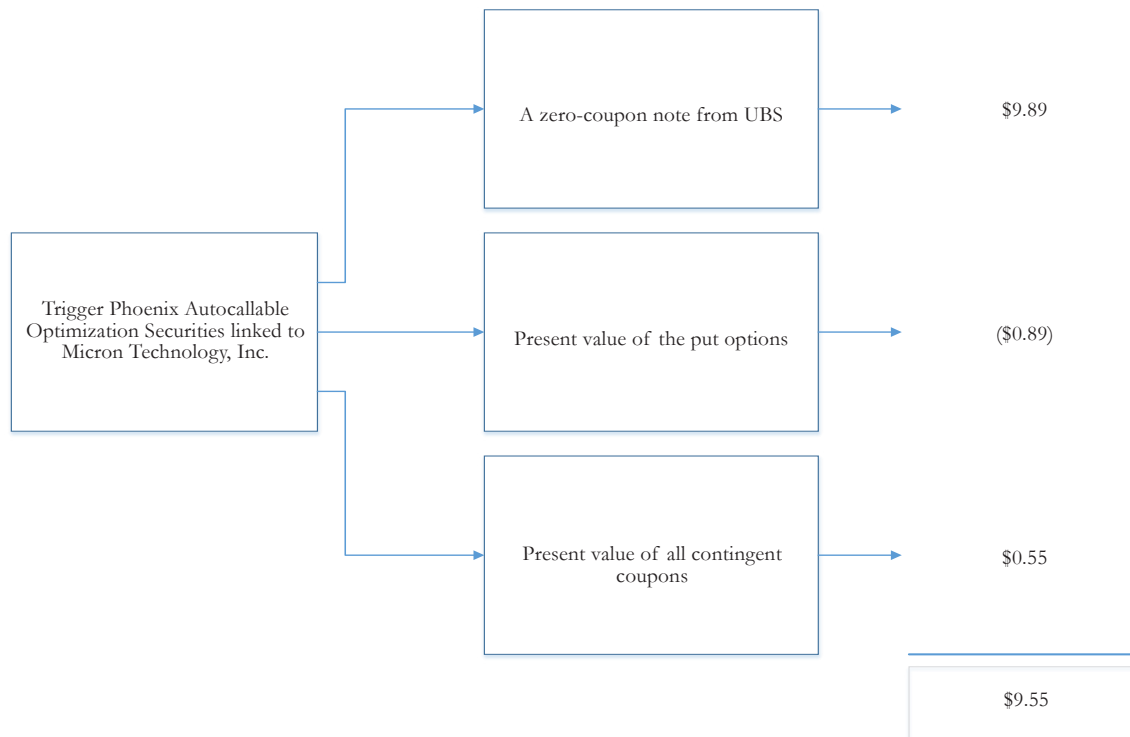 A zero-coupon note from UBS
$9.89
Trigger Phoenix Autocallable
Optimization Securities linked to
Micron Technology, Inc.
Present value of the put options
($0.89)
Present value of all contingent
coupons
$0.55
$9.55